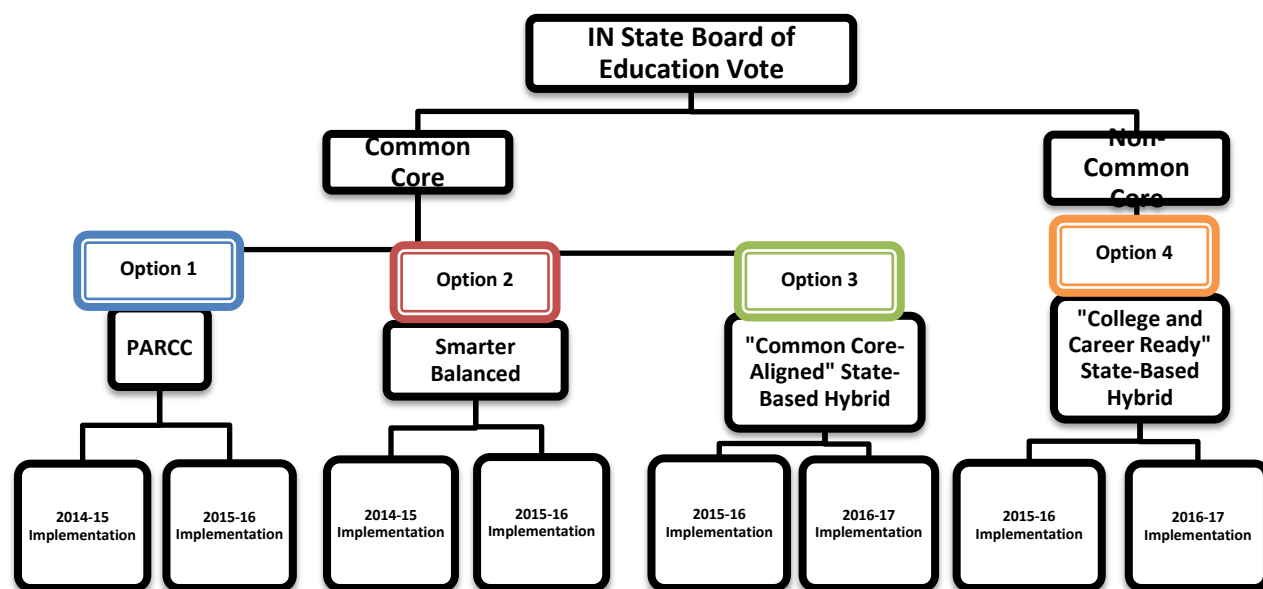 IN State Board of
Education Vote
Common
Core
Non-
Common
Core
Option 1
Option 2
Option 3
Option 4
PARCC
Smarter
Balanced
"Common Core-
Aligned" State-
Based Hybrid
"College and
Career Ready"
State-Based
Hybrid
2014-15
Implementation
2015-16
Implementation
2014-15
Implementation
2015-16
Implementation
2015-16
Implementation
2016-17
Implementation
2015-16
Implementation
2016-17
Implementation